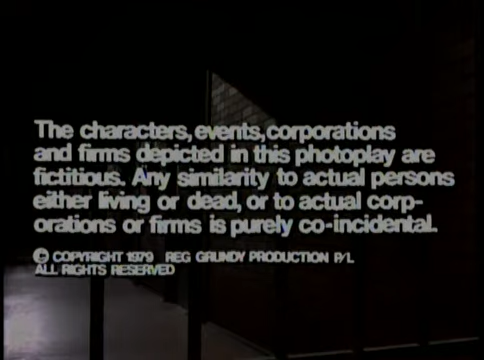 The characters, events, corporations
and firms depicted in this photoplay are
fictitious. Any similarity to actual persons
either living or dead, or to actual corp-
orations or firms is purely co-incidental.
© COPYRIGHT 1979 REG GRUNDY PRODUCTION P/L
ALL RIGHTS RESERVED